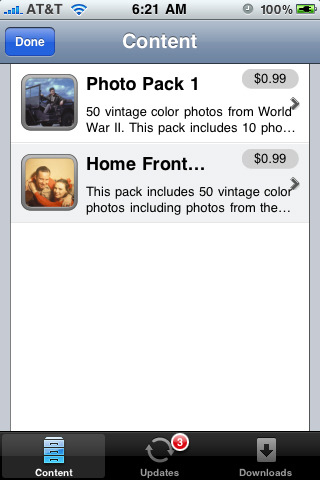 AT&T 6:21 AM 100%
Done Content
Photo Pack 1 $0.99
50 vintage color photos from World
War II. This pack includes 10 pho...
Home Front... $0.99
This pack includes 50 vintage color
photos including photos from the...
3
Content Updates Downloads